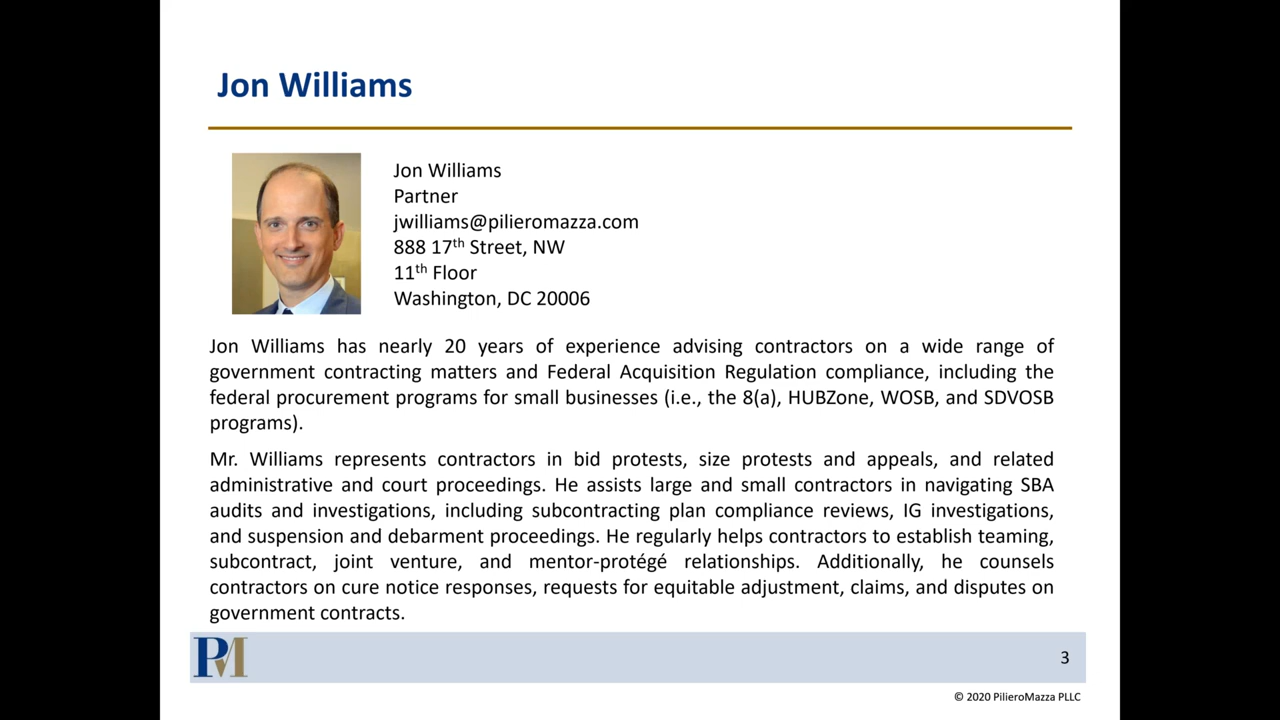 Jon Williams
Jon Williams
Partner
jwilliams@pilieromazza.com
888 17th Street, NW
11th Floor
Washington, DC 20006
Jon Williams has nearly 20 years of experience advising contractors on a wide range of
government contracting matters and Federal Acquisition Regulation compliance, including the
federal procurement programs for small businesses (i.e., the 8(a), HUBZone, WOSB, and SDVOSB
programs).
Mr. Williams represents contractors in bid protests, size protests and appeals, and related
administrative and court proceedings. He assists large and small contractors in navigating SBA
audits and investigations, including subcontracting plan compliance reviews, IG investigations,
and suspension and debarment proceedings. He regularly helps contractors to establish teaming,
subcontract, joint venture, and mentor-protégé relationships. Additionally, he counsels
contractors on cure notice responses, requests for equitable adjustment, claims, and disputes on
government contracts.
PM
3
© 2020 PilieroMazza PLLC